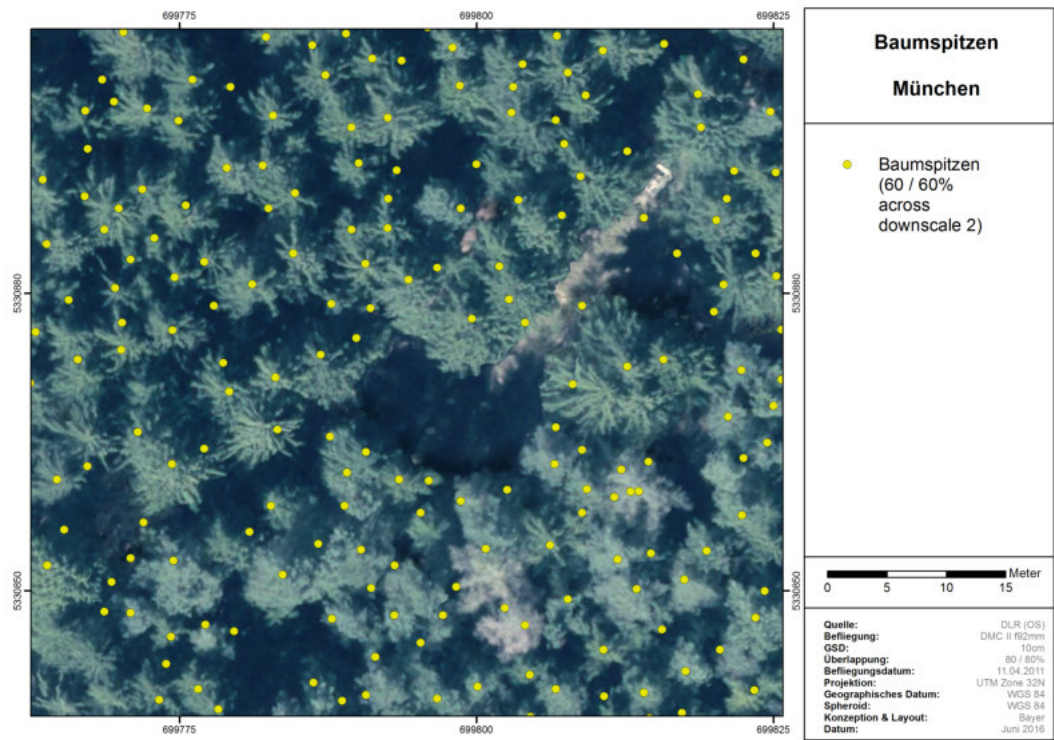 699775 699800 699825
5330880 5330880
5330850 5330850
699775 699800 699825
Baumspitzen
München
Baumspitzen
(60 / 60%
across
downscale 2)
Meter
0 5 10 15
Quelle: DLR (OS)
Befliegung: DMC II f92mm
GSD: 10cm
Überlappung: 80 / 80%
Befliegungsdatum: 11.04.2011
Projektion: UTM Zone 32N
Geographisches Datum: WGS 84
Spheroid: WGS 84
Konzeption & Layout: Bayer
Datum: Juni 2016